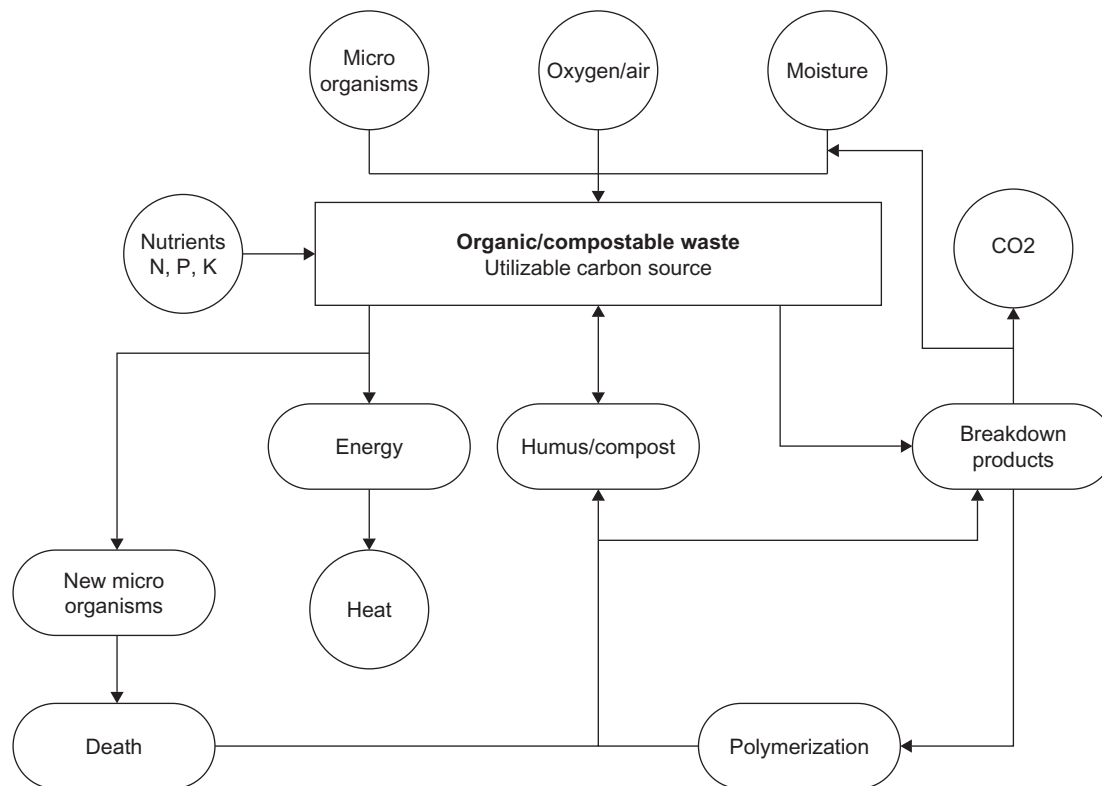 Micro
organisms
Oxygen/air
Moisture
Nutrients
N, P, K
Organic/compostable waste
Utilizable carbon source
CO2
Energy
Humus/compost
Breakdown
products
New micro
organisms
Heat
Death
Polymerization